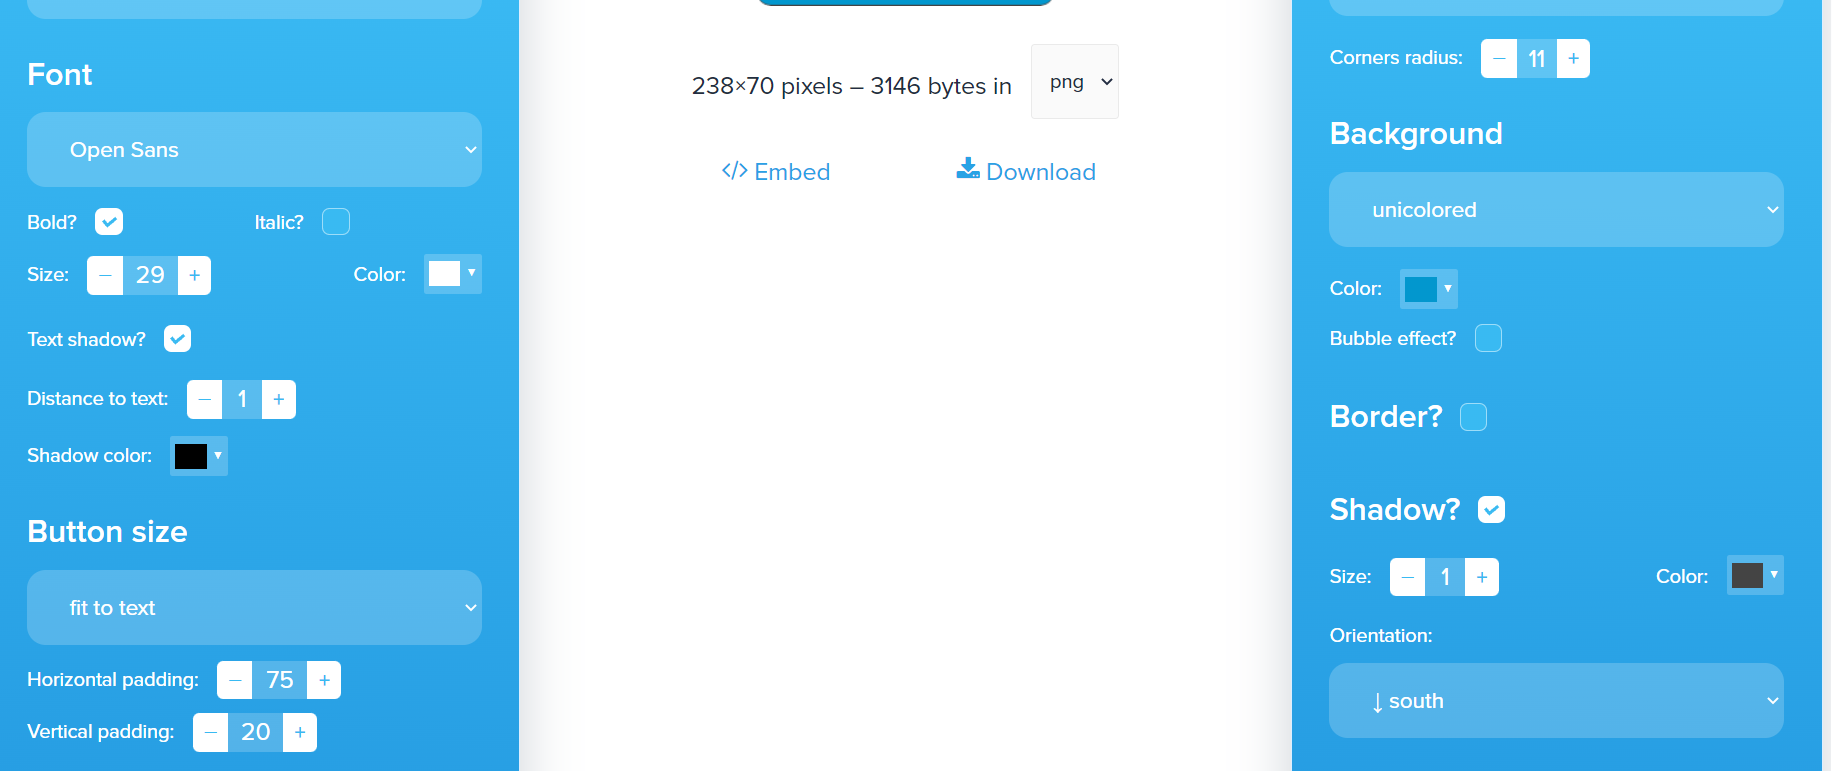 Font
Open Sans
Bold? Italic?
Size: – 29 + Color:
Text shadow?
Distance to text: – 1 +
Shadow color:
Button size
fit to text
Horizontal padding: – 75 +
Vertical padding: – 20 +
238×70 pixels – 3146 bytes in png
</> Embed Download
Corners radius: – 11 +
Background
unicolored
Color:
Bubble effect?
Border?
Shadow?
Size: – 1 + Color:
Orientation:
↓ south